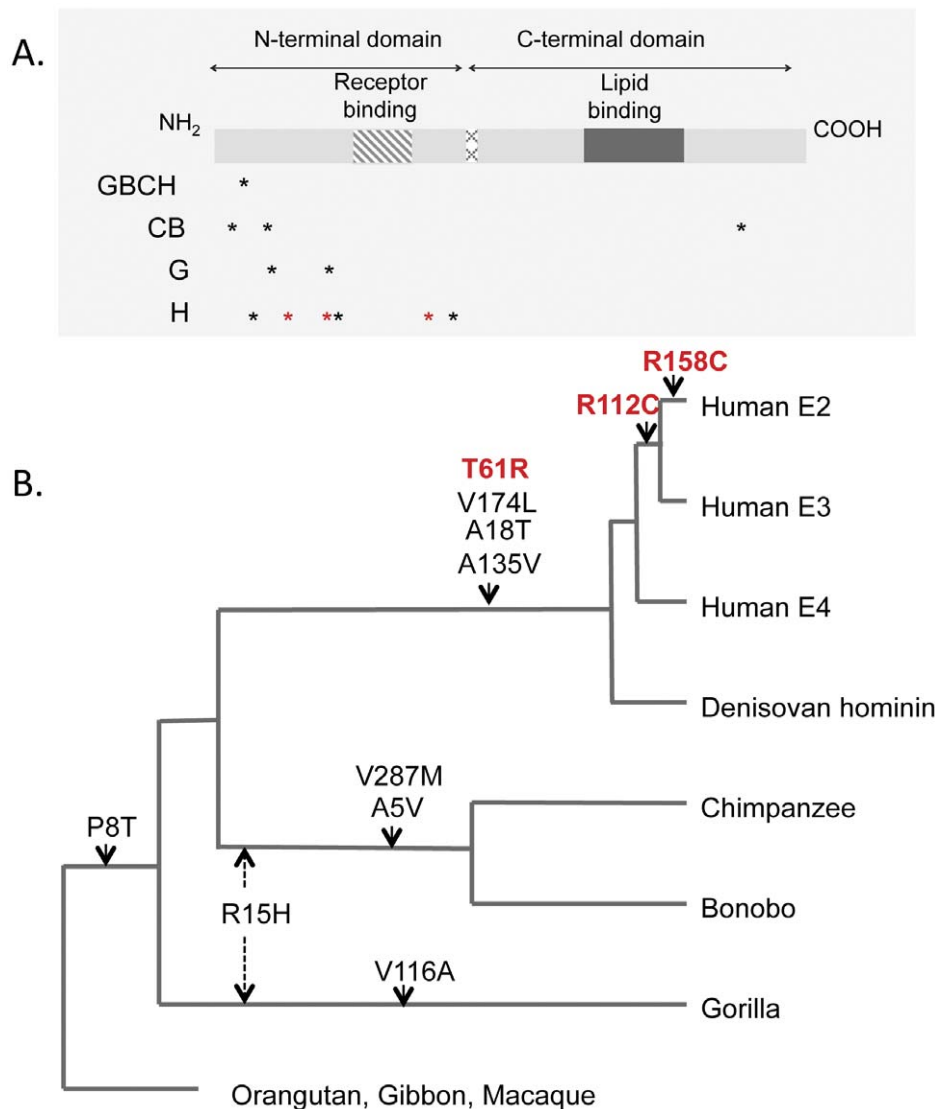 A.
N-terminal domain
C-terminal domain
Receptor
binding
Lipid
binding
NH2
COOH
GBCH
*
CB
* * *
G
* *
H
* * * * * *
R158C
R112C
Human E2
B.
T61R
V174L
A18T
A135V
Human E3
Human E4
Denisovan hominin
V287M
A5V
Chimpanzee
P8T
R15H
Bonobo
V116A
Gorilla
Orangutan, Gibbon, Macaque